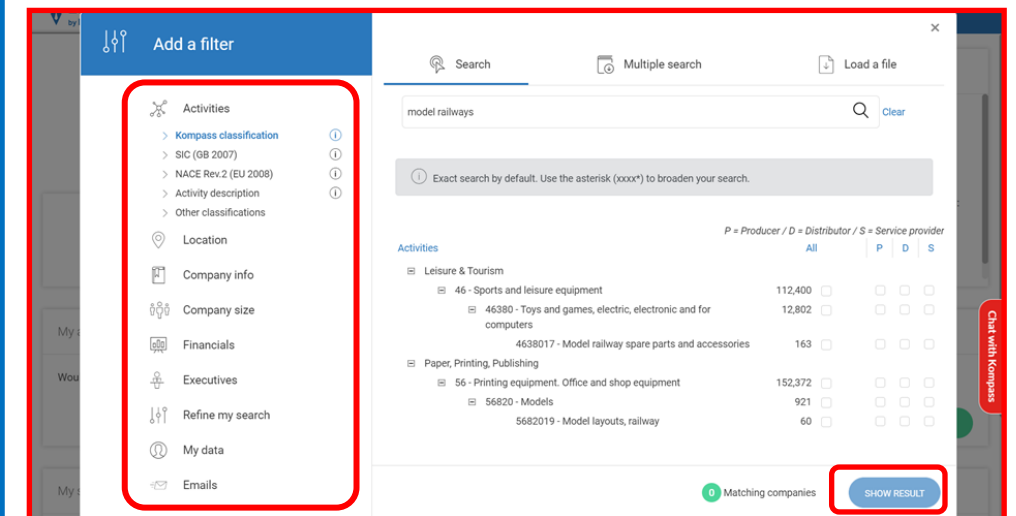 by
Add a filter
×
Search
Multiple search
Load a file
Activities
Kompass classification
SIC (GB 2007)
NACE Rev.2 (EU 2008)
Activity description
Other classifications
Location
Company info
Company size
Financials
Executives
Refine my search
My data
Emails
model railways
Clear
Exact search by default. Use the asterisk (xxxx*) to broaden your search.
P = Producer / D = Distributor / S = Service provider
Activities All P D S
Leisure & Tourism
46 - Sports and leisure equipment 112,400
46380 - Toys and games, electric, electronic and for
computers 12,802
4638017 - Model railway spare parts and accessories 163
Paper, Printing, Publishing
56 - Printing equipment. Office and shop equipment 152,372
56820 - Models 921
5682019 - Model layouts, railway 60
0 Matching companies
SHOW RESULT
Chat with Kompass
My
Wou
My